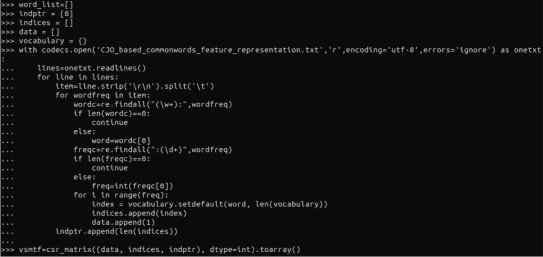 >>> word_list=[]
>>> indptr = [0]
>>> indices = []
>>> data = []
>>> vocabulary = {}
>>> with codecs.open('CJO_based_commonwords_feature_representation.txt','r',encoding='utf-8',errors='ignore') as onetxt
:
...     lines=onetxt.readlines()
...     for line in lines:
...         item=line.strip('\r\n').split('\t')
...         for wordfreq in item:
...             wordc=re.findall("(\w+):",wordfreq)
...             if len(wordc)==0:
...                 continue
...             else:
...                 word=wordc[0]
...             freqc=re.findall(":(\d+)",wordfreq)
...             if len(freqc)==0:
...                 continue
...             else:
...                 freq=int(freqc[0])
...             for i in range(freq):
...                 index = vocabulary.setdefault(word, len(vocabulary))
...                 indices.append(index)
...                 data.append(1)
...         indptr.append(len(indices))
...
>>> vsmtf=csr_matrix((data, indices, indptr), dtype=int).toarray()